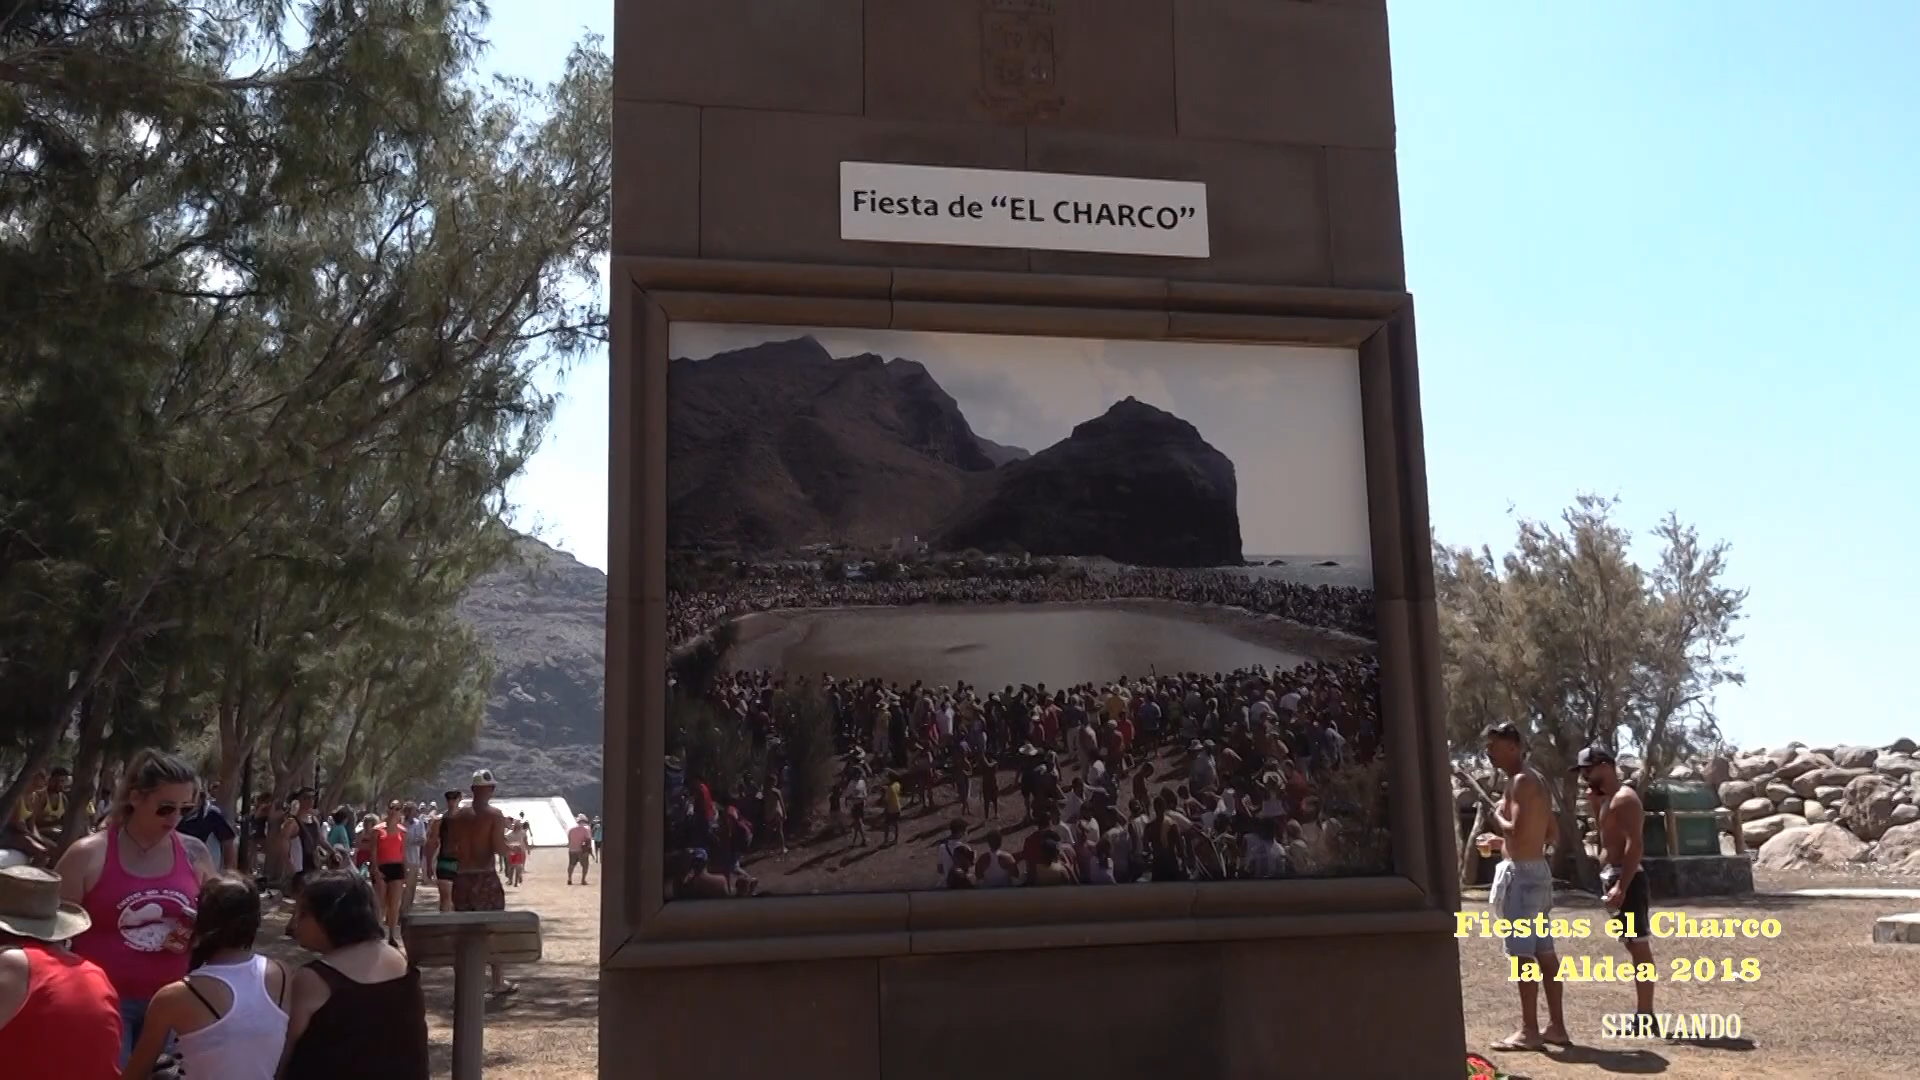 Fiesta de “EL CHARCO”
Fiestas el Charco
la Aldea 2018
SERVANDO